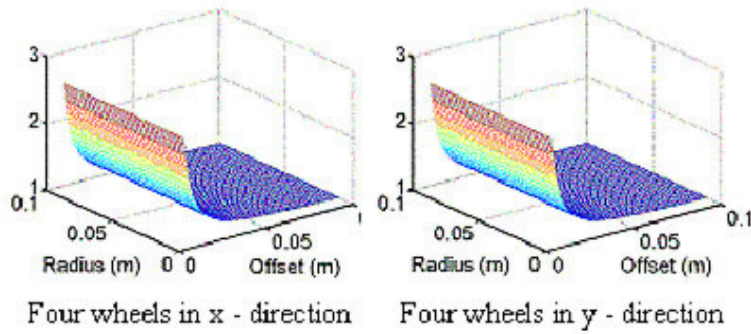 3
2
1
0.1
0.05
0 0
0.05
Radius (m)
Offset (m)
Four wheels in x - direction
3
2
1
0.1
0.05
0 0
0.05
0.1
Radius (m)
Offset (m)
Four wheels in y - direction